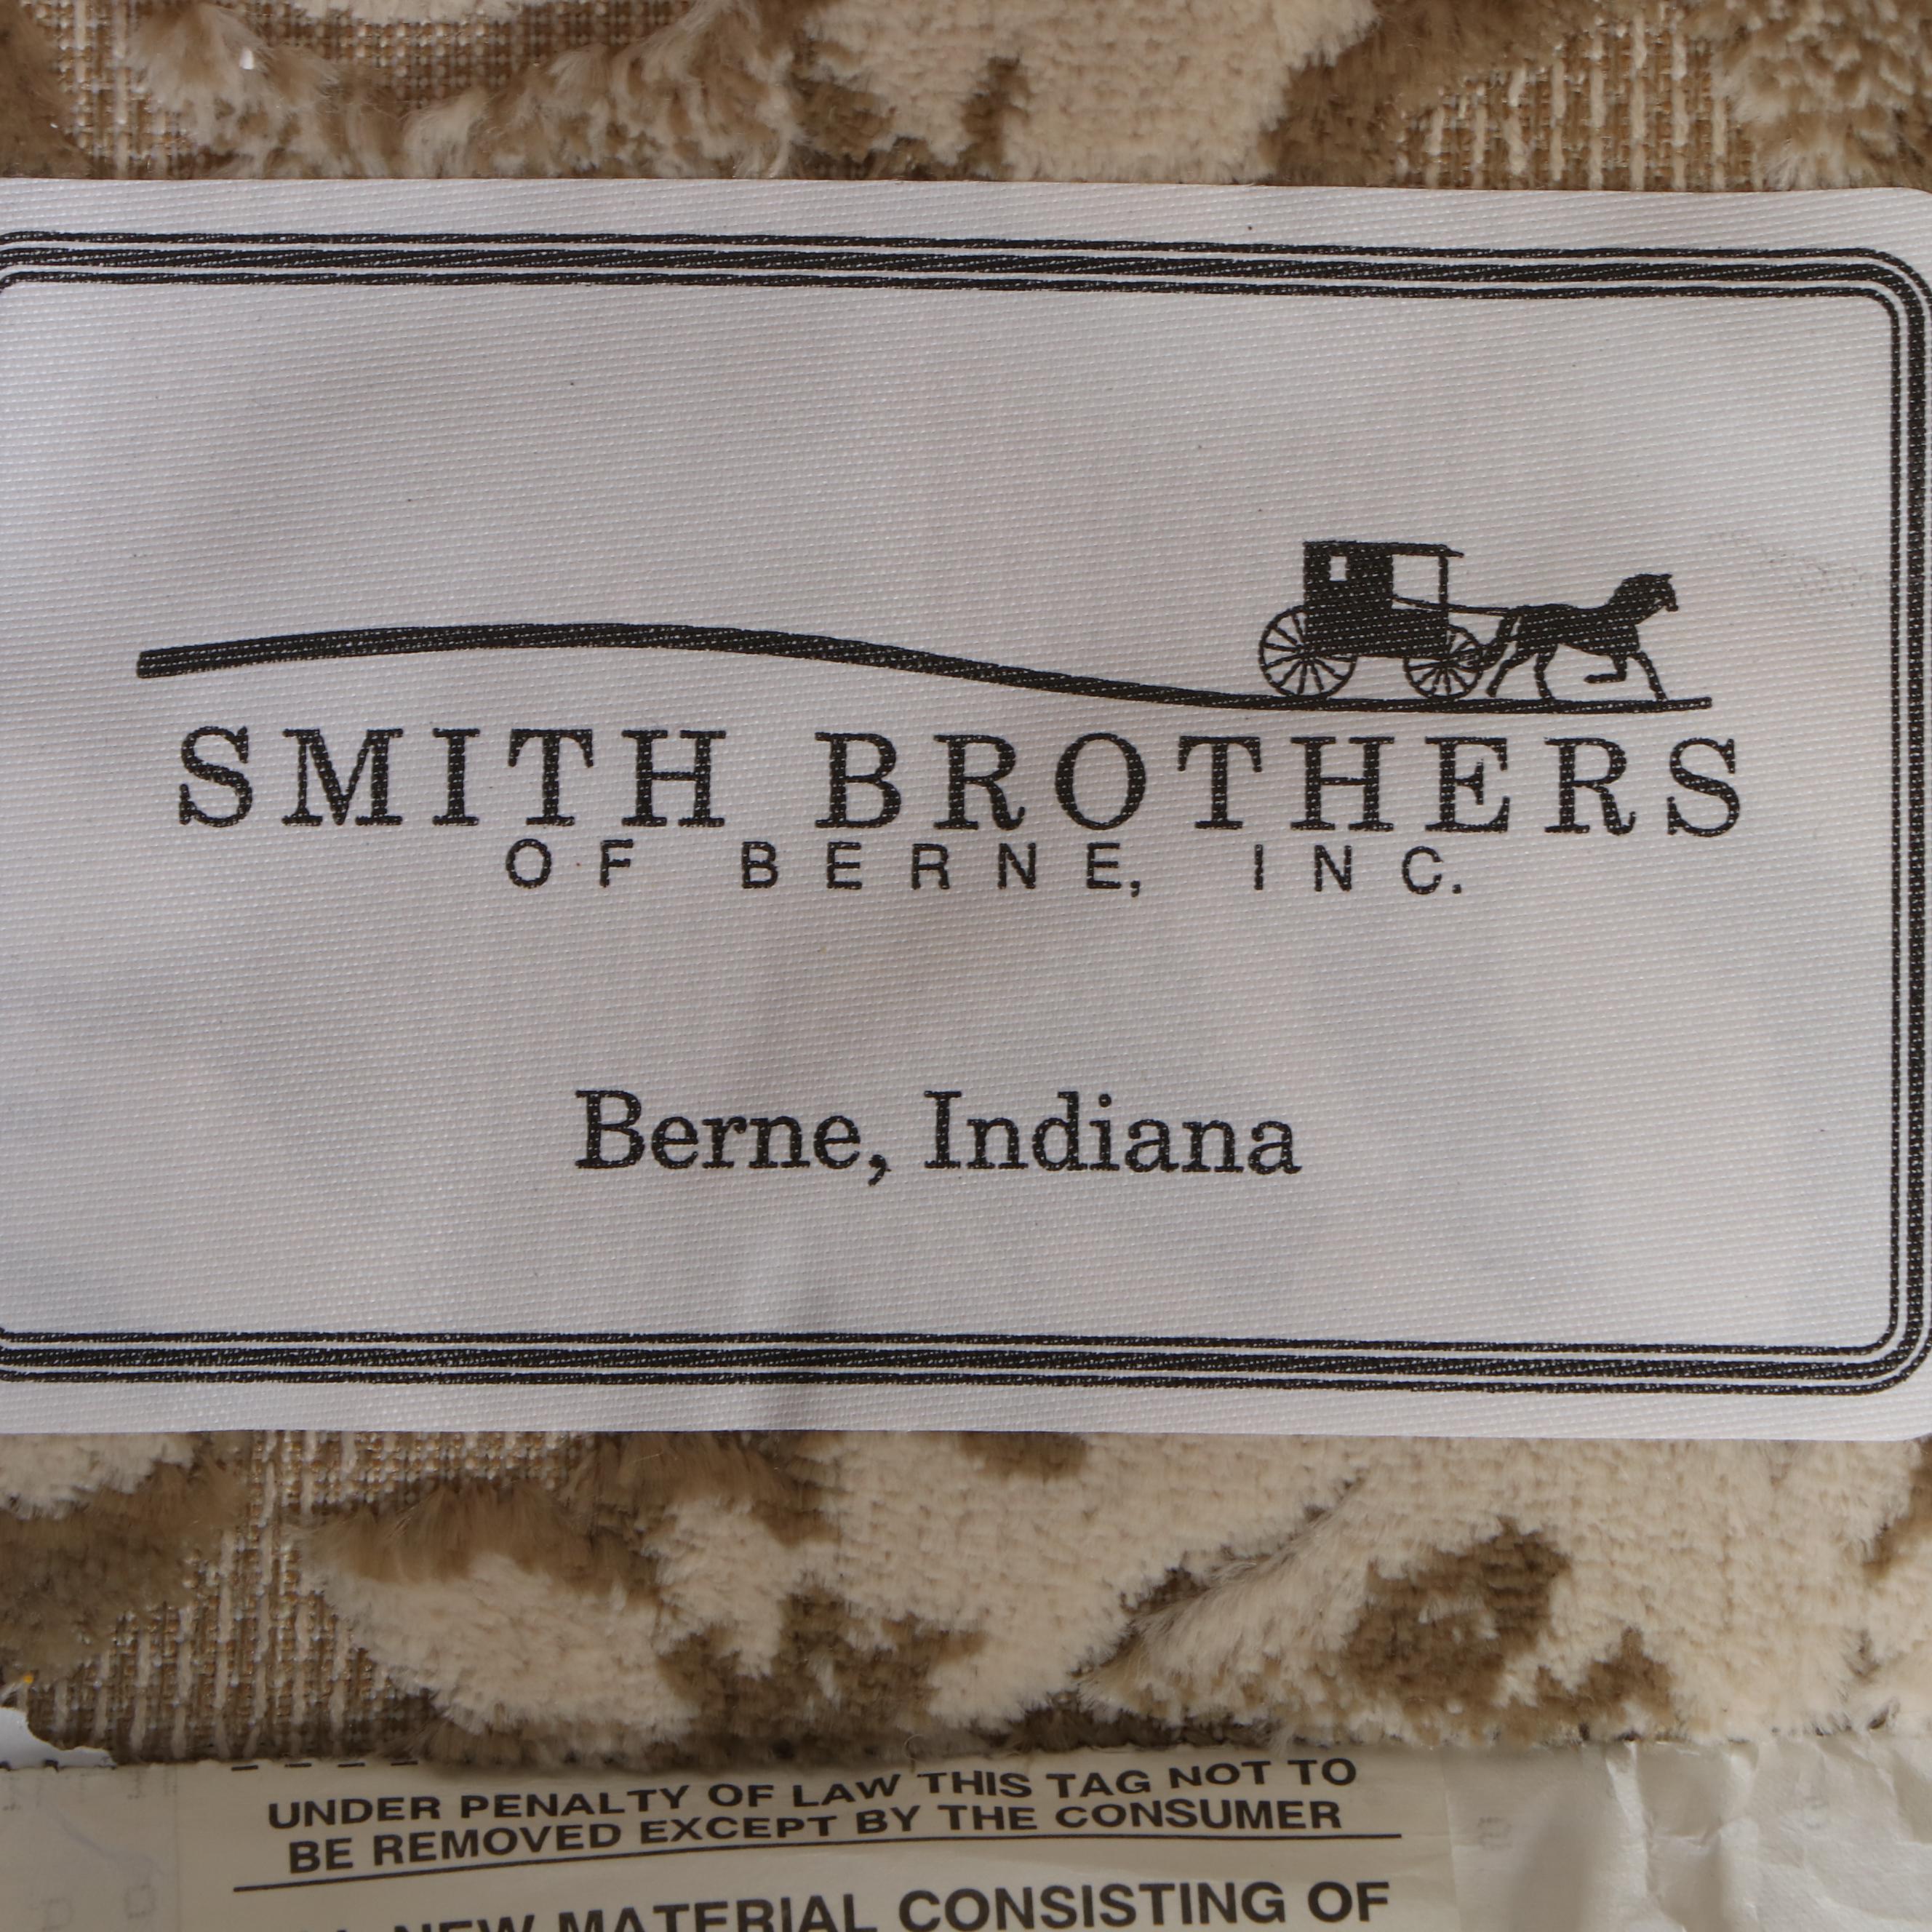 SMITH BROTHERS
OF BERNE, INC.
Berne, Indiana
UNDER PENALTY OF LAW THIS TAG NOT TO
BE REMOVED EXCEPT BY THE CONSUMER
NEW MATERIAL CONSISTING OF